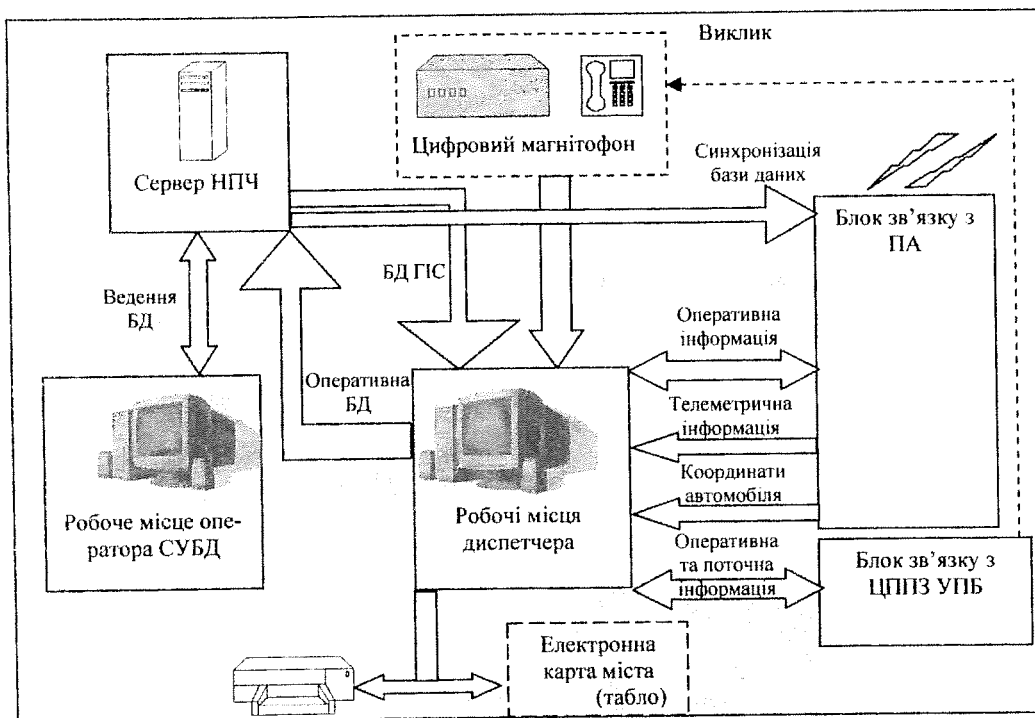 Виклик
Цифровий магнітофон
Сервер НПЧ
Синхронізація
бази даних
Блок зв’язку з
ПА
БД ГІС
Ведення
БД
Оперативна
інформація
Оперативна
БД
Телеметрична
інформація
Координати
автомобіля
Робоче місце опе-
ратора СУБД
Робочі місця
диспетчера
Оперативна
та поточна
інформація
Блок зв’язку з
ЦППЗ УПБ
Електронна
карта міста
(табло)